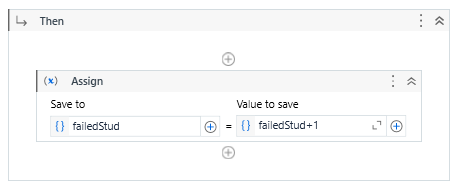 Then
(x) Assign
Save to
Value to save
{} failedStud
=
{} failedStud+1